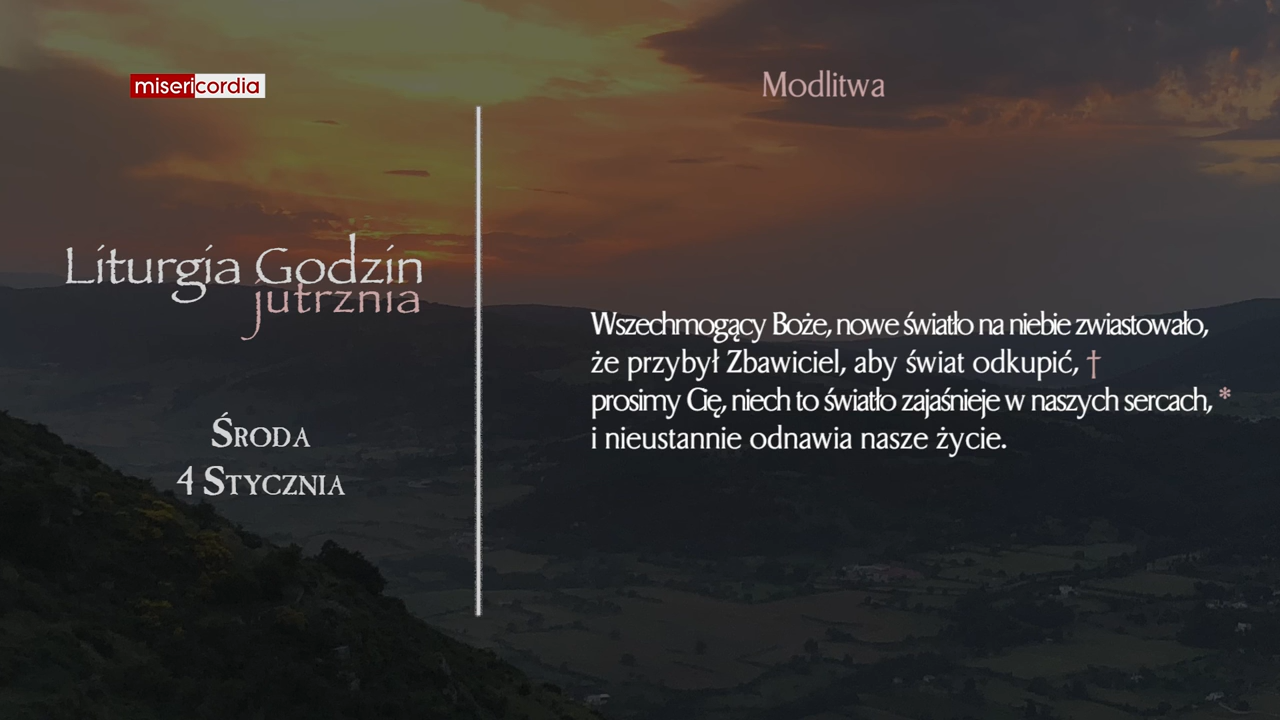 misericordia
Modlitwa
Liturgia Godzin
jutrznia
Środa
4 Stycznia
Wszechmogący Boże, nowe światło na niebie zwiastowało,
że przybył Zbawiciel, aby świat odkupić, †
prosimy Cię, niech to światło zajaśnieje w naszych sercach, *
i nieustannie odnawia nasze życie.